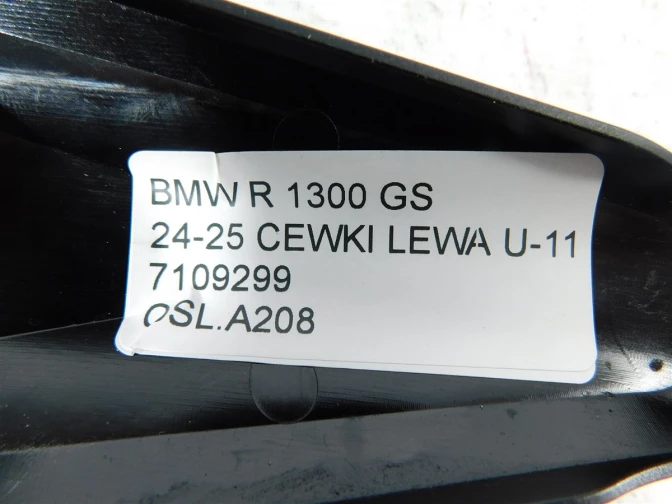 BMW R 1300 GS
24-25 CEWKI LEWA U-11
7109299
OSL.A208